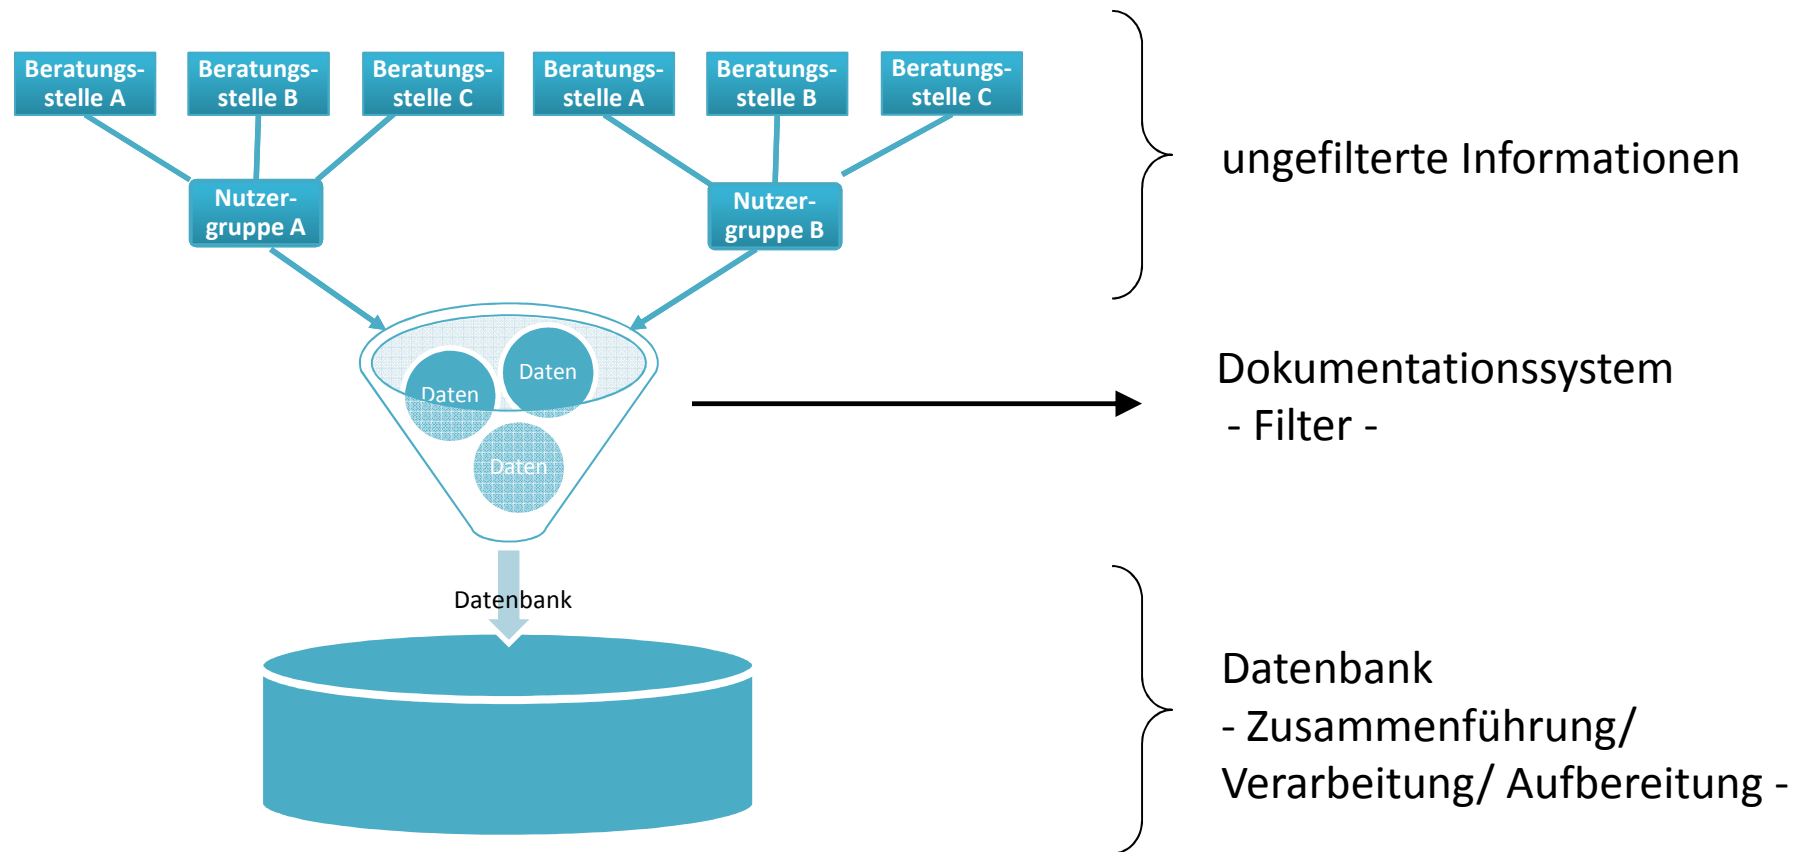 Beratungs-
stelle A
Beratungs-
stelle B
Beratungs-
stelle C
Beratungs-
stelle A
Beratungs-
stelle B
Beratungs-
stelle C
Nutzer-
gruppe A
Nutzer-
gruppe B
ungefilterte Informationen
Daten
Daten
Daten
Dokumentationssystem
- Filter -
Datenbank
Datenbank
- Zusammenführung/
Verarbeitung/ Aufbereitung -